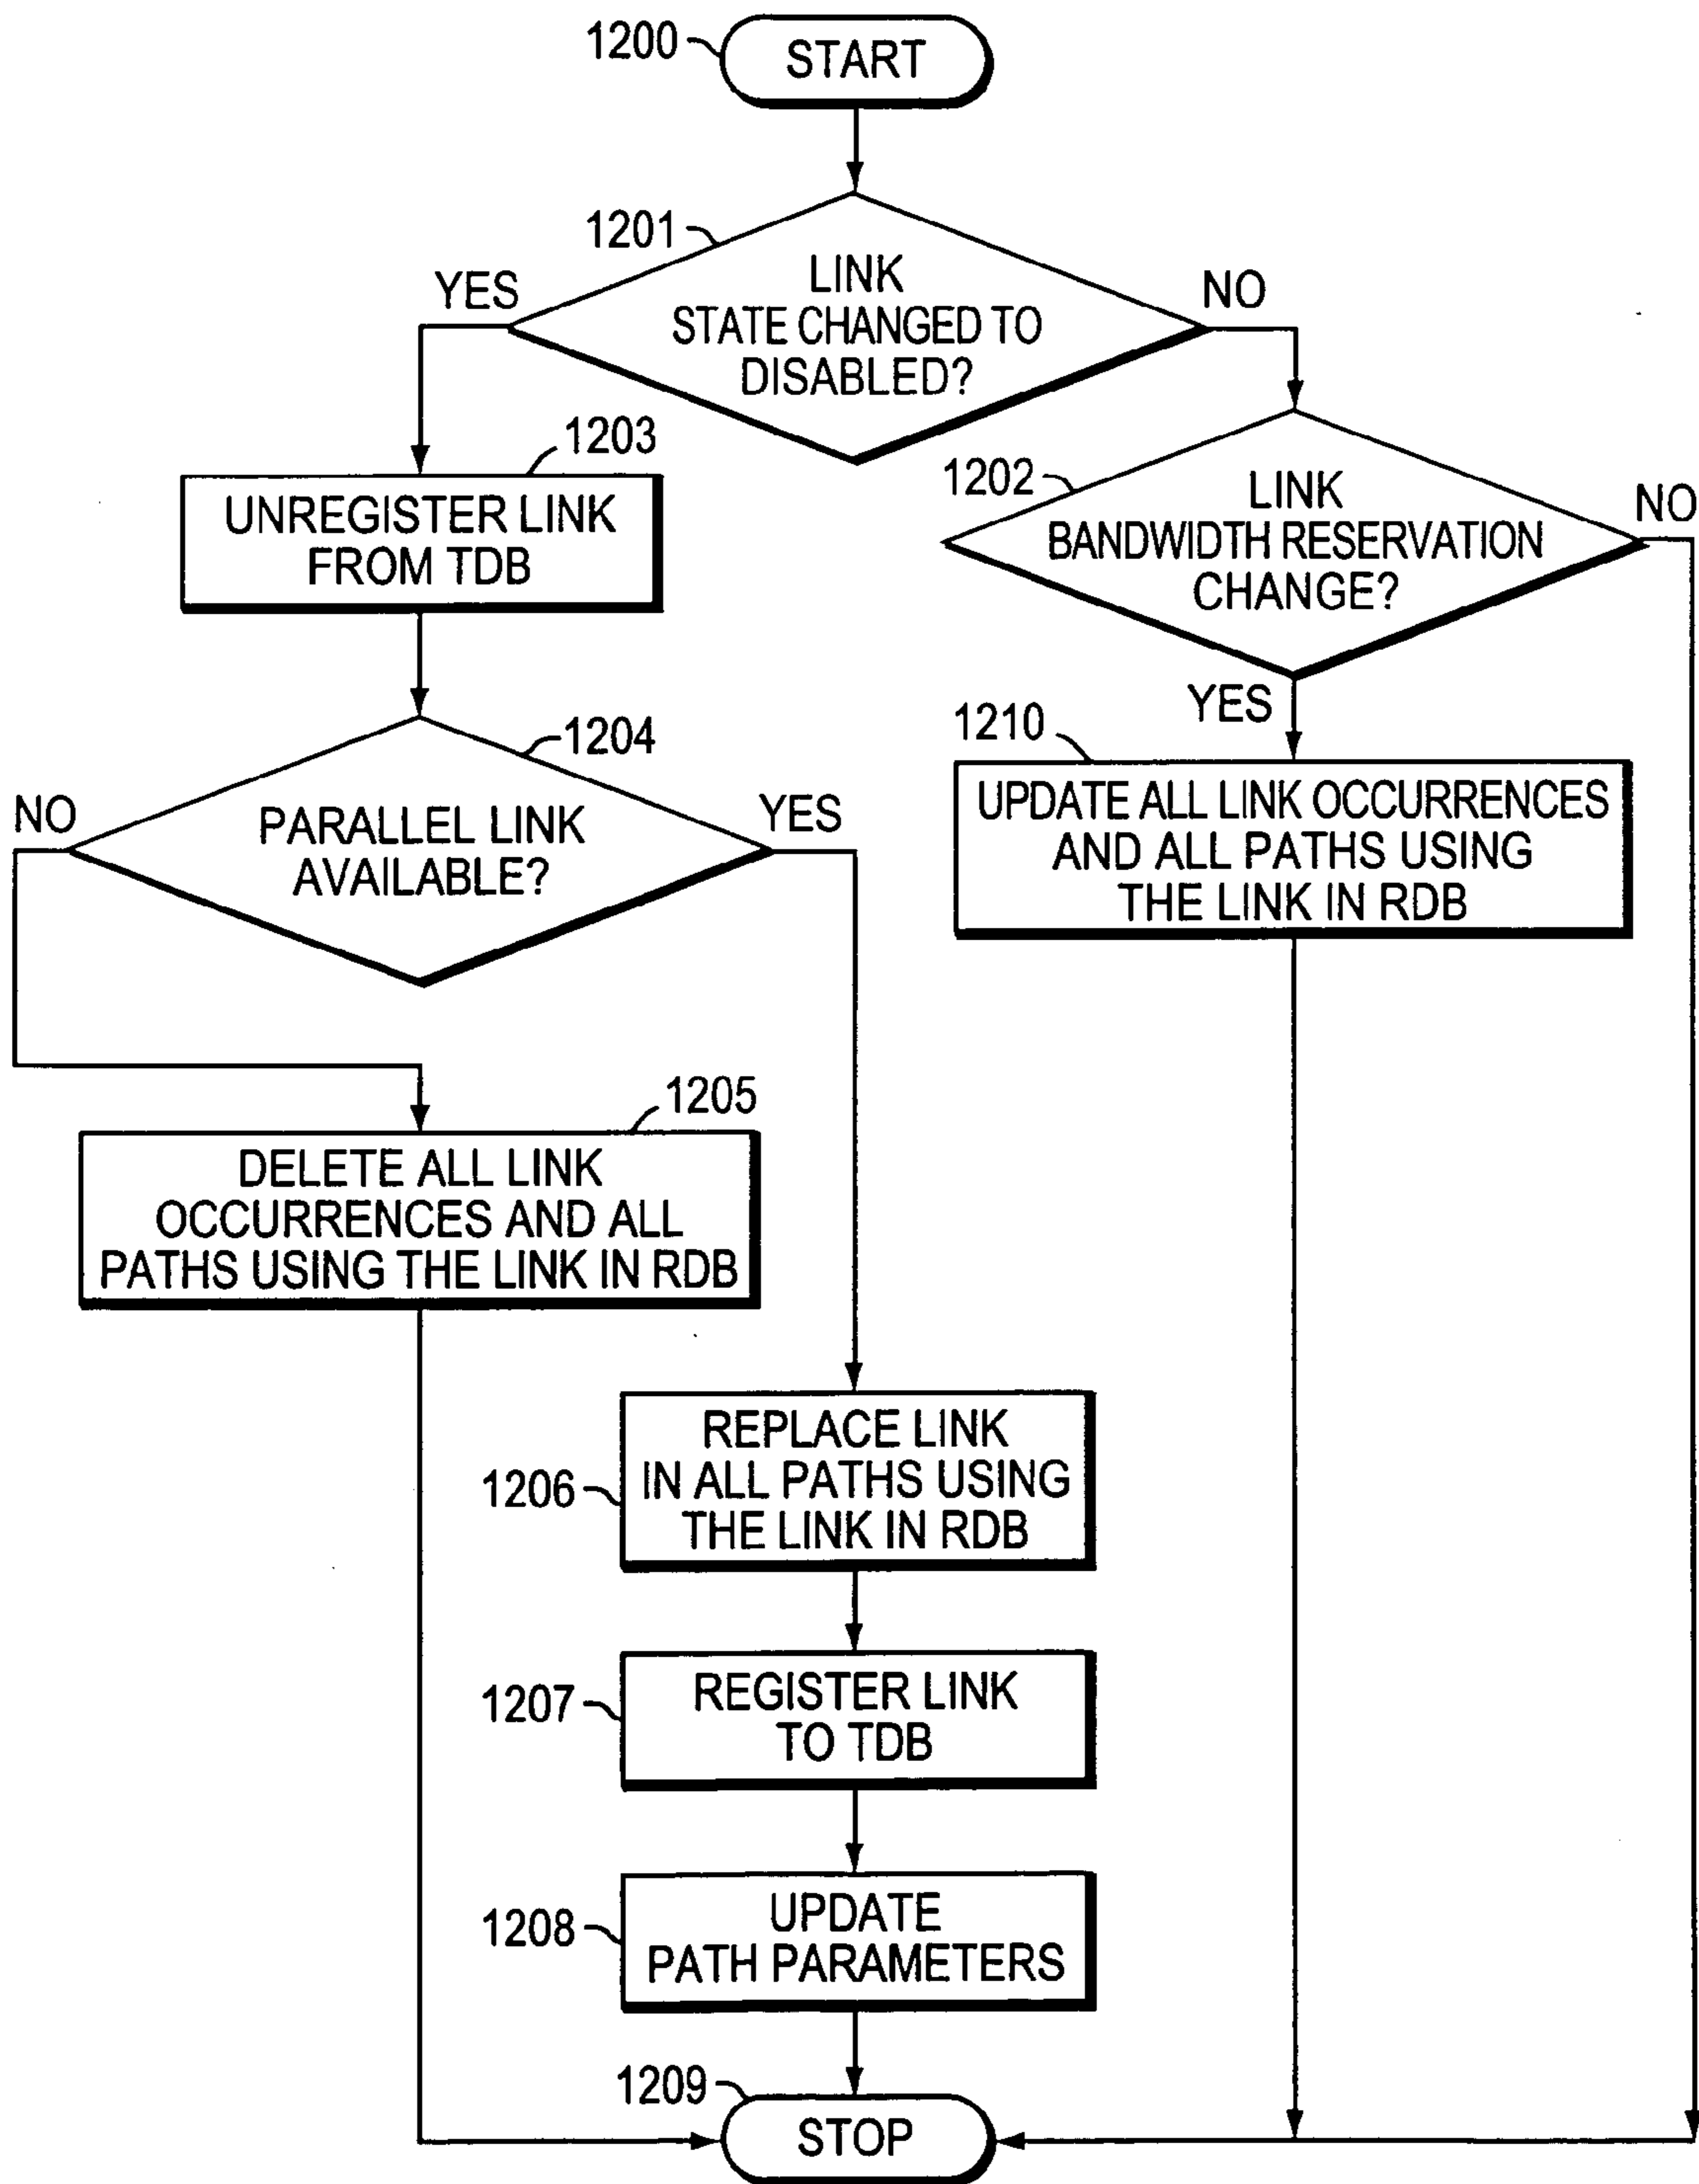 1200
START
1201
LINK
STATE CHANGED TO
DISABLED?
YES
NO
1203
UNREGISTER LINK
FROM TDB
1202
LINK
BANDWIDTH RESERVATION
CHANGE?
NO
YES
1204
PARALLEL LINK
AVAILABLE?
NO
YES
1210
UPDATE ALL LINK OCCURRENCES
AND ALL PATHS USING
THE LINK IN RDB
1205
DELETE ALL LINK
OCCURRENCES AND ALL
PATHS USING THE LINK IN RDB
1206
REPLACE LINK
IN ALL PATHS USING
THE LINK IN RDB
1207
REGISTER LINK
TO TDB
1208
UPDATE
PATH PARAMETERS
1209
STOP